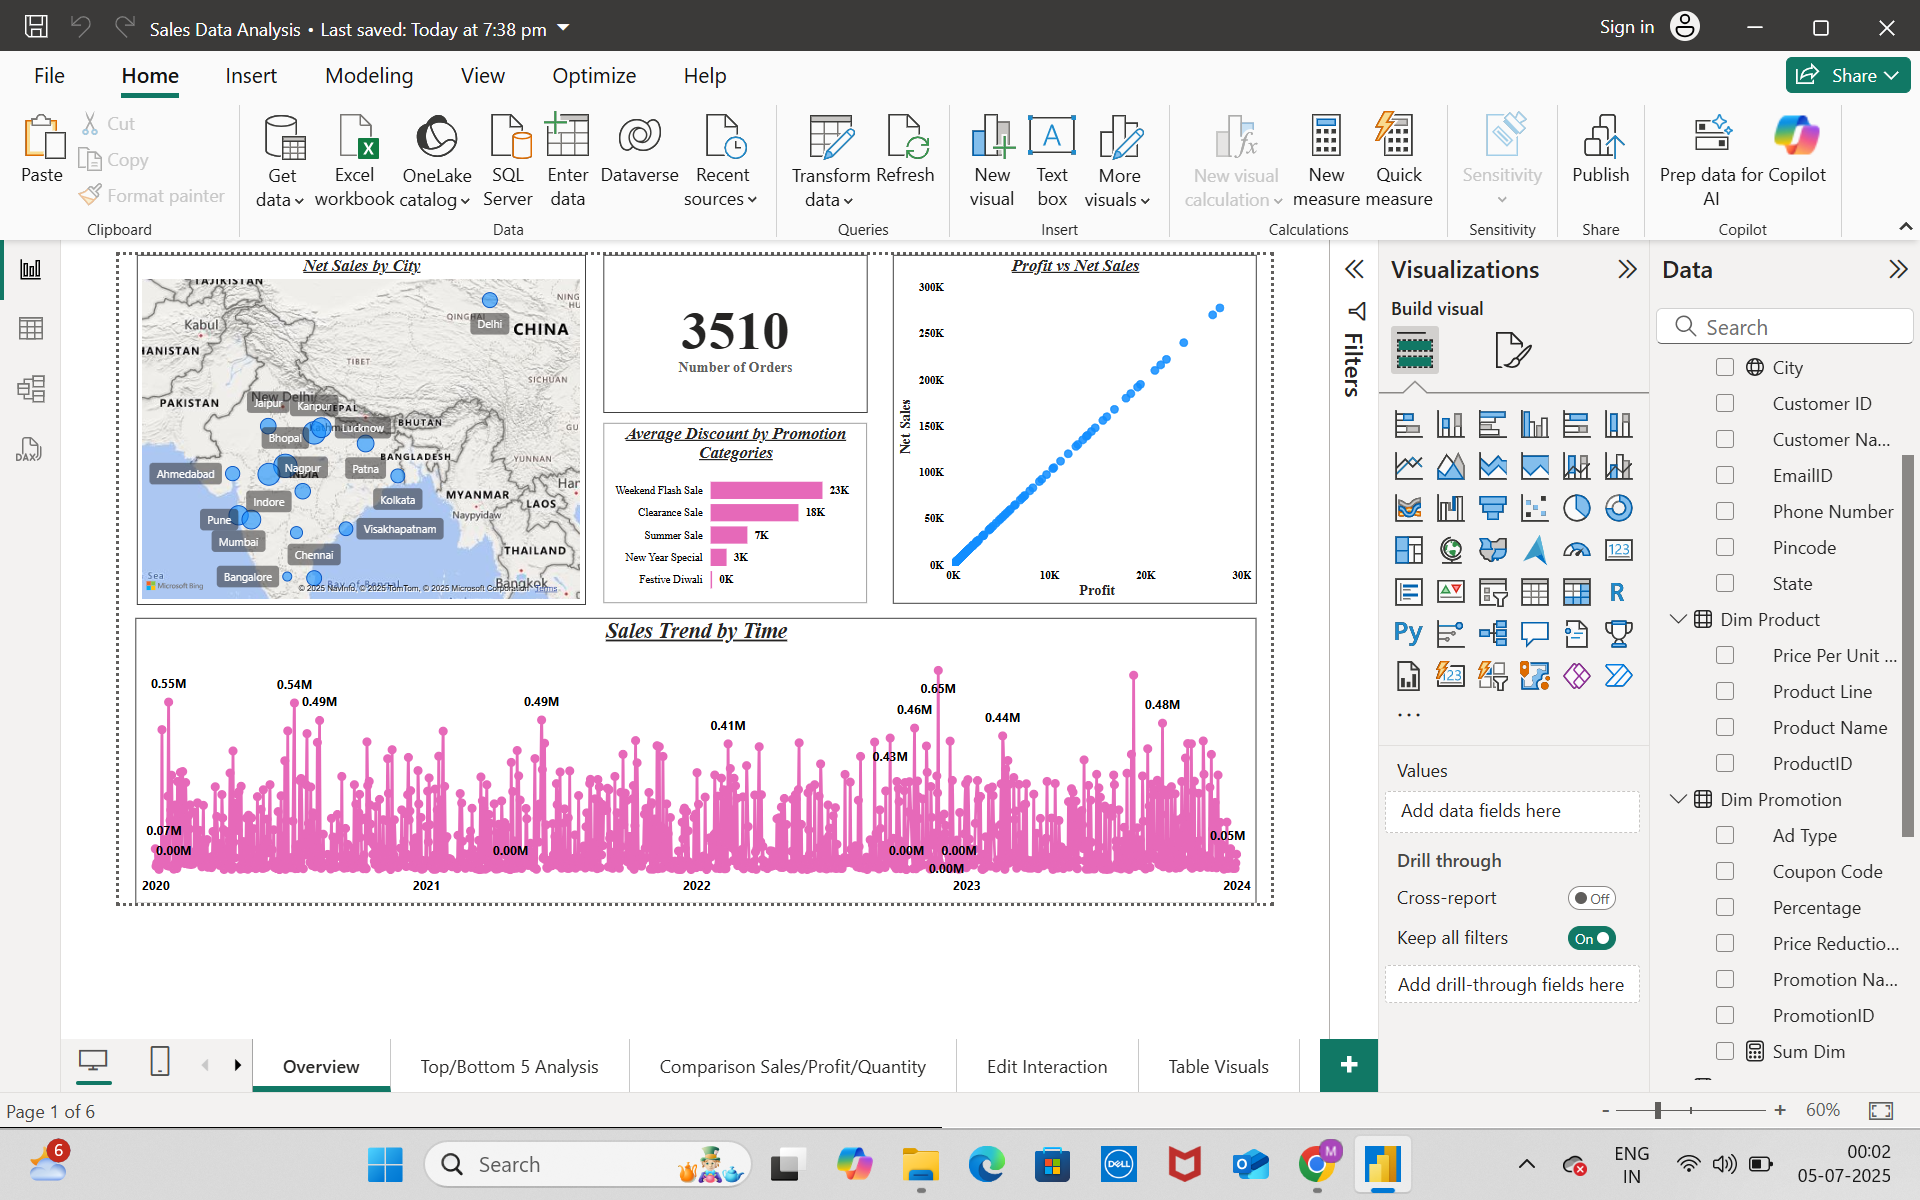 Sales Data Analysis • Last saved: Today at 7:38 pm
Sign in
File
Home
Insert
Modeling
View
Optimize
Help
Share
Paste
Cut
Copy
Format painter
Clipboard
Get data
Excel workbook
OneLake catalog
SQL Server
Enter data
Dataverse
Recent sources
Data
Transform data
Refresh
Queries
New visual
Text box
More visuals
Insert
New visual calculation
New measure
Quick measure
Calculations
Sensitivity
Sensitivity
Publish
Share
Prep data for AI
Copilot
Copilot
Net Sales by City
TAJIKISTAN
Kabul
HANISTAN
PAKISTAN
QINGHAI
Delhi
CHINA
NING
HU
TIBET
SICHUAN
New Delhi
Jaipur
Kanpur
NEPAL
Lucknow
BHUTAN
Bhopal
BANGLADESH
YUNNAN
Ahmedabad
Nagpur
INDIA
Patna
Han
Indore
Kolkata
MYANMAR
LAOS
Pune
Naypyidaw
Mumbai
Visakhapatnam
Chennai
THAILAND
Sea
Bangalore
Bay of Bengal
Bangkok
Microsoft Bing
© 2025 NavInfo, © 2025 TomTom, © 2025 Microsoft Corporation Terms
3510
Number of Orders
Average Discount by Promotion
Categories
Weekend Flash Sale 23K
Clearance Sale 18K
Summer Sale 7K
New Year Special 3K
Festive Diwali 0K
Profit vs Net Sales
300K
250K
200K
150K
100K
50K
0K
Net Sales
0K 10K 20K 30K
Profit
Sales Trend by Time
0.55M
0.54M
0.49M
0.49M
0.41M
0.65M
0.46M
0.43M
0.44M
0.48M
0.07M
0.00M
0.00M
0.00M
0.00M
0.00M
0.05M
2020 2021 2022 2023 2024
Filters
Visualizations
Build visual
123
R
Py
123
...
Values
Add data fields here
Drill through
Cross-report
Off
Keep all filters
On
Add drill-through fields here
Data
Search
City
Customer ID
Customer Na...
EmailID
Phone Number
Pincode
State
Dim Product
Price Per Unit ...
Product Line
Product Name
ProductID
Dim Promotion
Ad Type
Coupon Code
Percentage
Price Reductio...
Promotion Na...
PromotionID
Sum Dim
DAX
Overview
Top/Bottom 5 Analysis
Comparison Sales/Profit/Quantity
Edit Interaction
Table Visuals
+
Page 1 of 6
- + 60%
6
Search
DELL
M
ENG
IN
00:02
05-07-2025